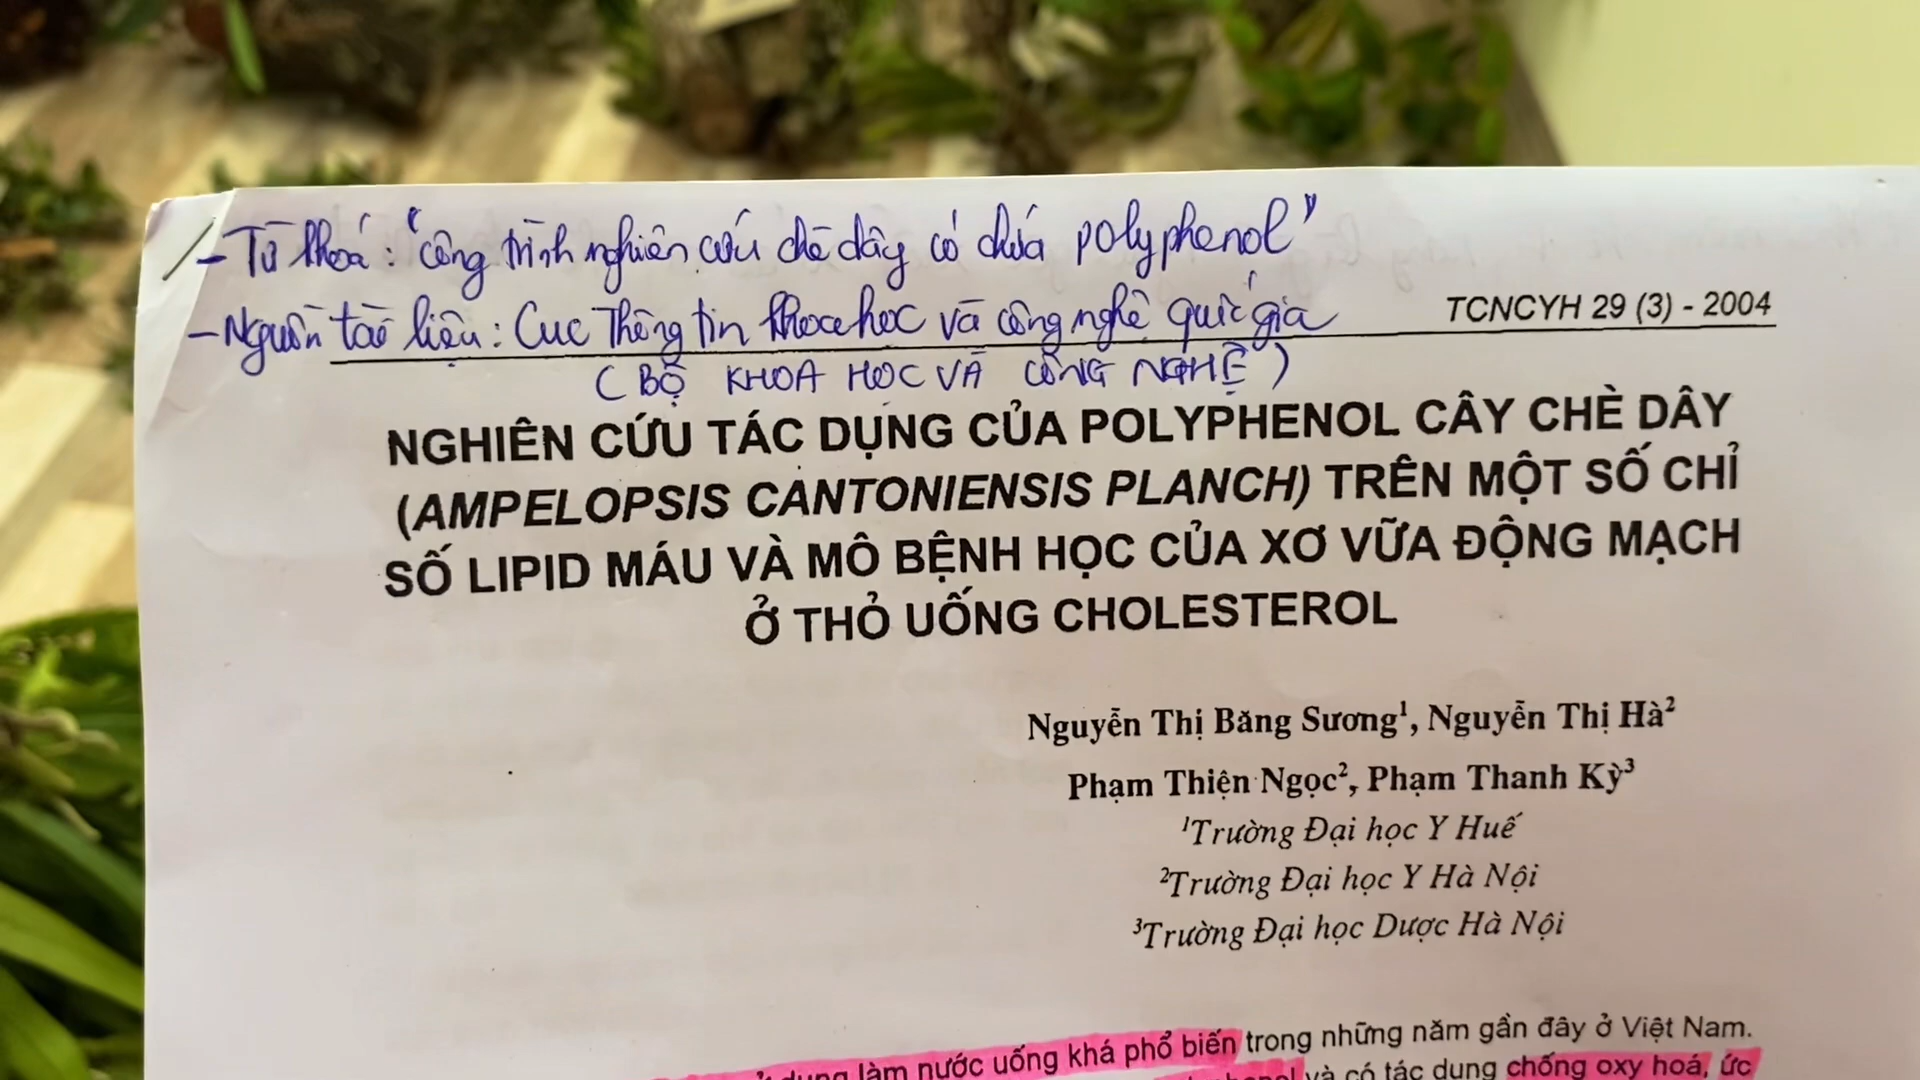 - Từ khoá: "công trình nghiên cứu chè dây có chứa polyphenol"
- Nguồn tài liệu: Cục Thông tin khoa học và công nghệ quốc gia
TCNCYH 29 (3) - 2004
(BỘ KHOA HỌC VÀ CÔNG NGHỆ)
NGHIÊN CỨU TÁC DỤNG CỦA POLYPHENOL CÂY CHÈ DÂY
(AMPELOPSIS CANTONIENSIS PLANCH) TRÊN MỘT SỐ CHỈ
SỐ LIPID MÁU VÀ MÔ BỆNH HỌC CỦA XƠ VỮA ĐỘNG MẠCH
Ở THỎ UỐNG CHOLESTEROL
Nguyễn Thị Băng Sương¹, Nguyễn Thị Hà²
Phạm Thiện Ngọc², Phạm Thanh Kỳ³
¹Trường Đại học Y Huế
²Trường Đại học Y Hà Nội
³Trường Đại học Dược Hà Nội
làm nước uống khá phổ biến trong những năm gần đây ở Việt Nam.
và có tác dụng chống oxy hoá, ức